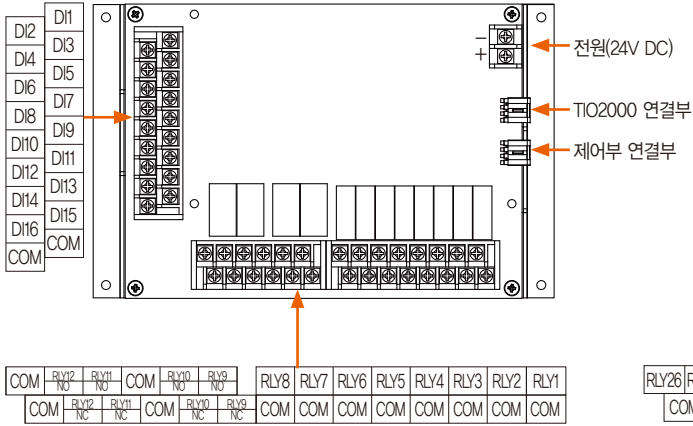 DI1
DI2
DI3
DI4
DI5
DI6
DI7
DI8
DI9
DI10
DI11
DI12
DI13
DI14
DI15
DI16
COM
COM
−
+
전원(24V DC)
TIO2000 연결부
제어부 연결부
COM RLY12 NO RLY11 NO COM RLY10 NO RLY9 NO RLY8 RLY7 RLY6 RLY5 RLY4 RLY3 RLY2 RLY1
COM RLY12 NC RLY11 NC COM RLY10 NC RLY9 NC COM COM COM COM COM COM COM COM
RLY26